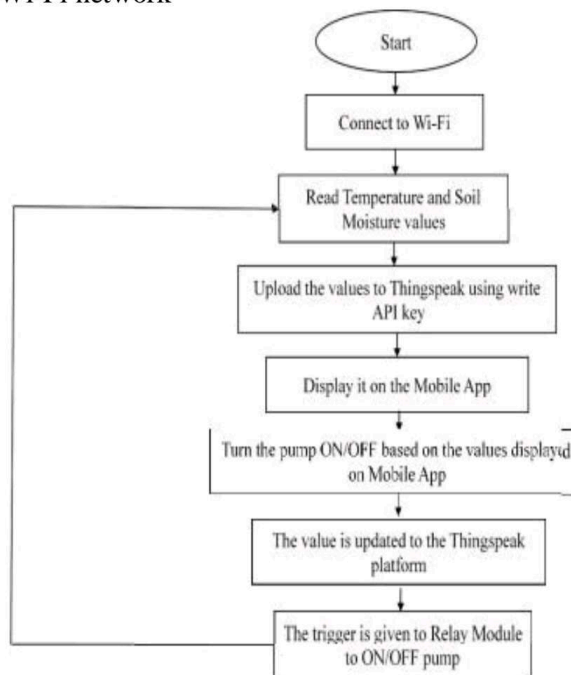 Wi-Fi network
Start
Connect to Wi-Fi
Read Temperature and Soil
Moisture values
Upload the values to Thingspeak using write
API key
Display it on the Mobile App
Turn the pump ON/OFF based on the values displayed
on Mobile App
The value is updated to the Thingspeak
platform
The trigger is given to Relay Module
to ON/OFF pump